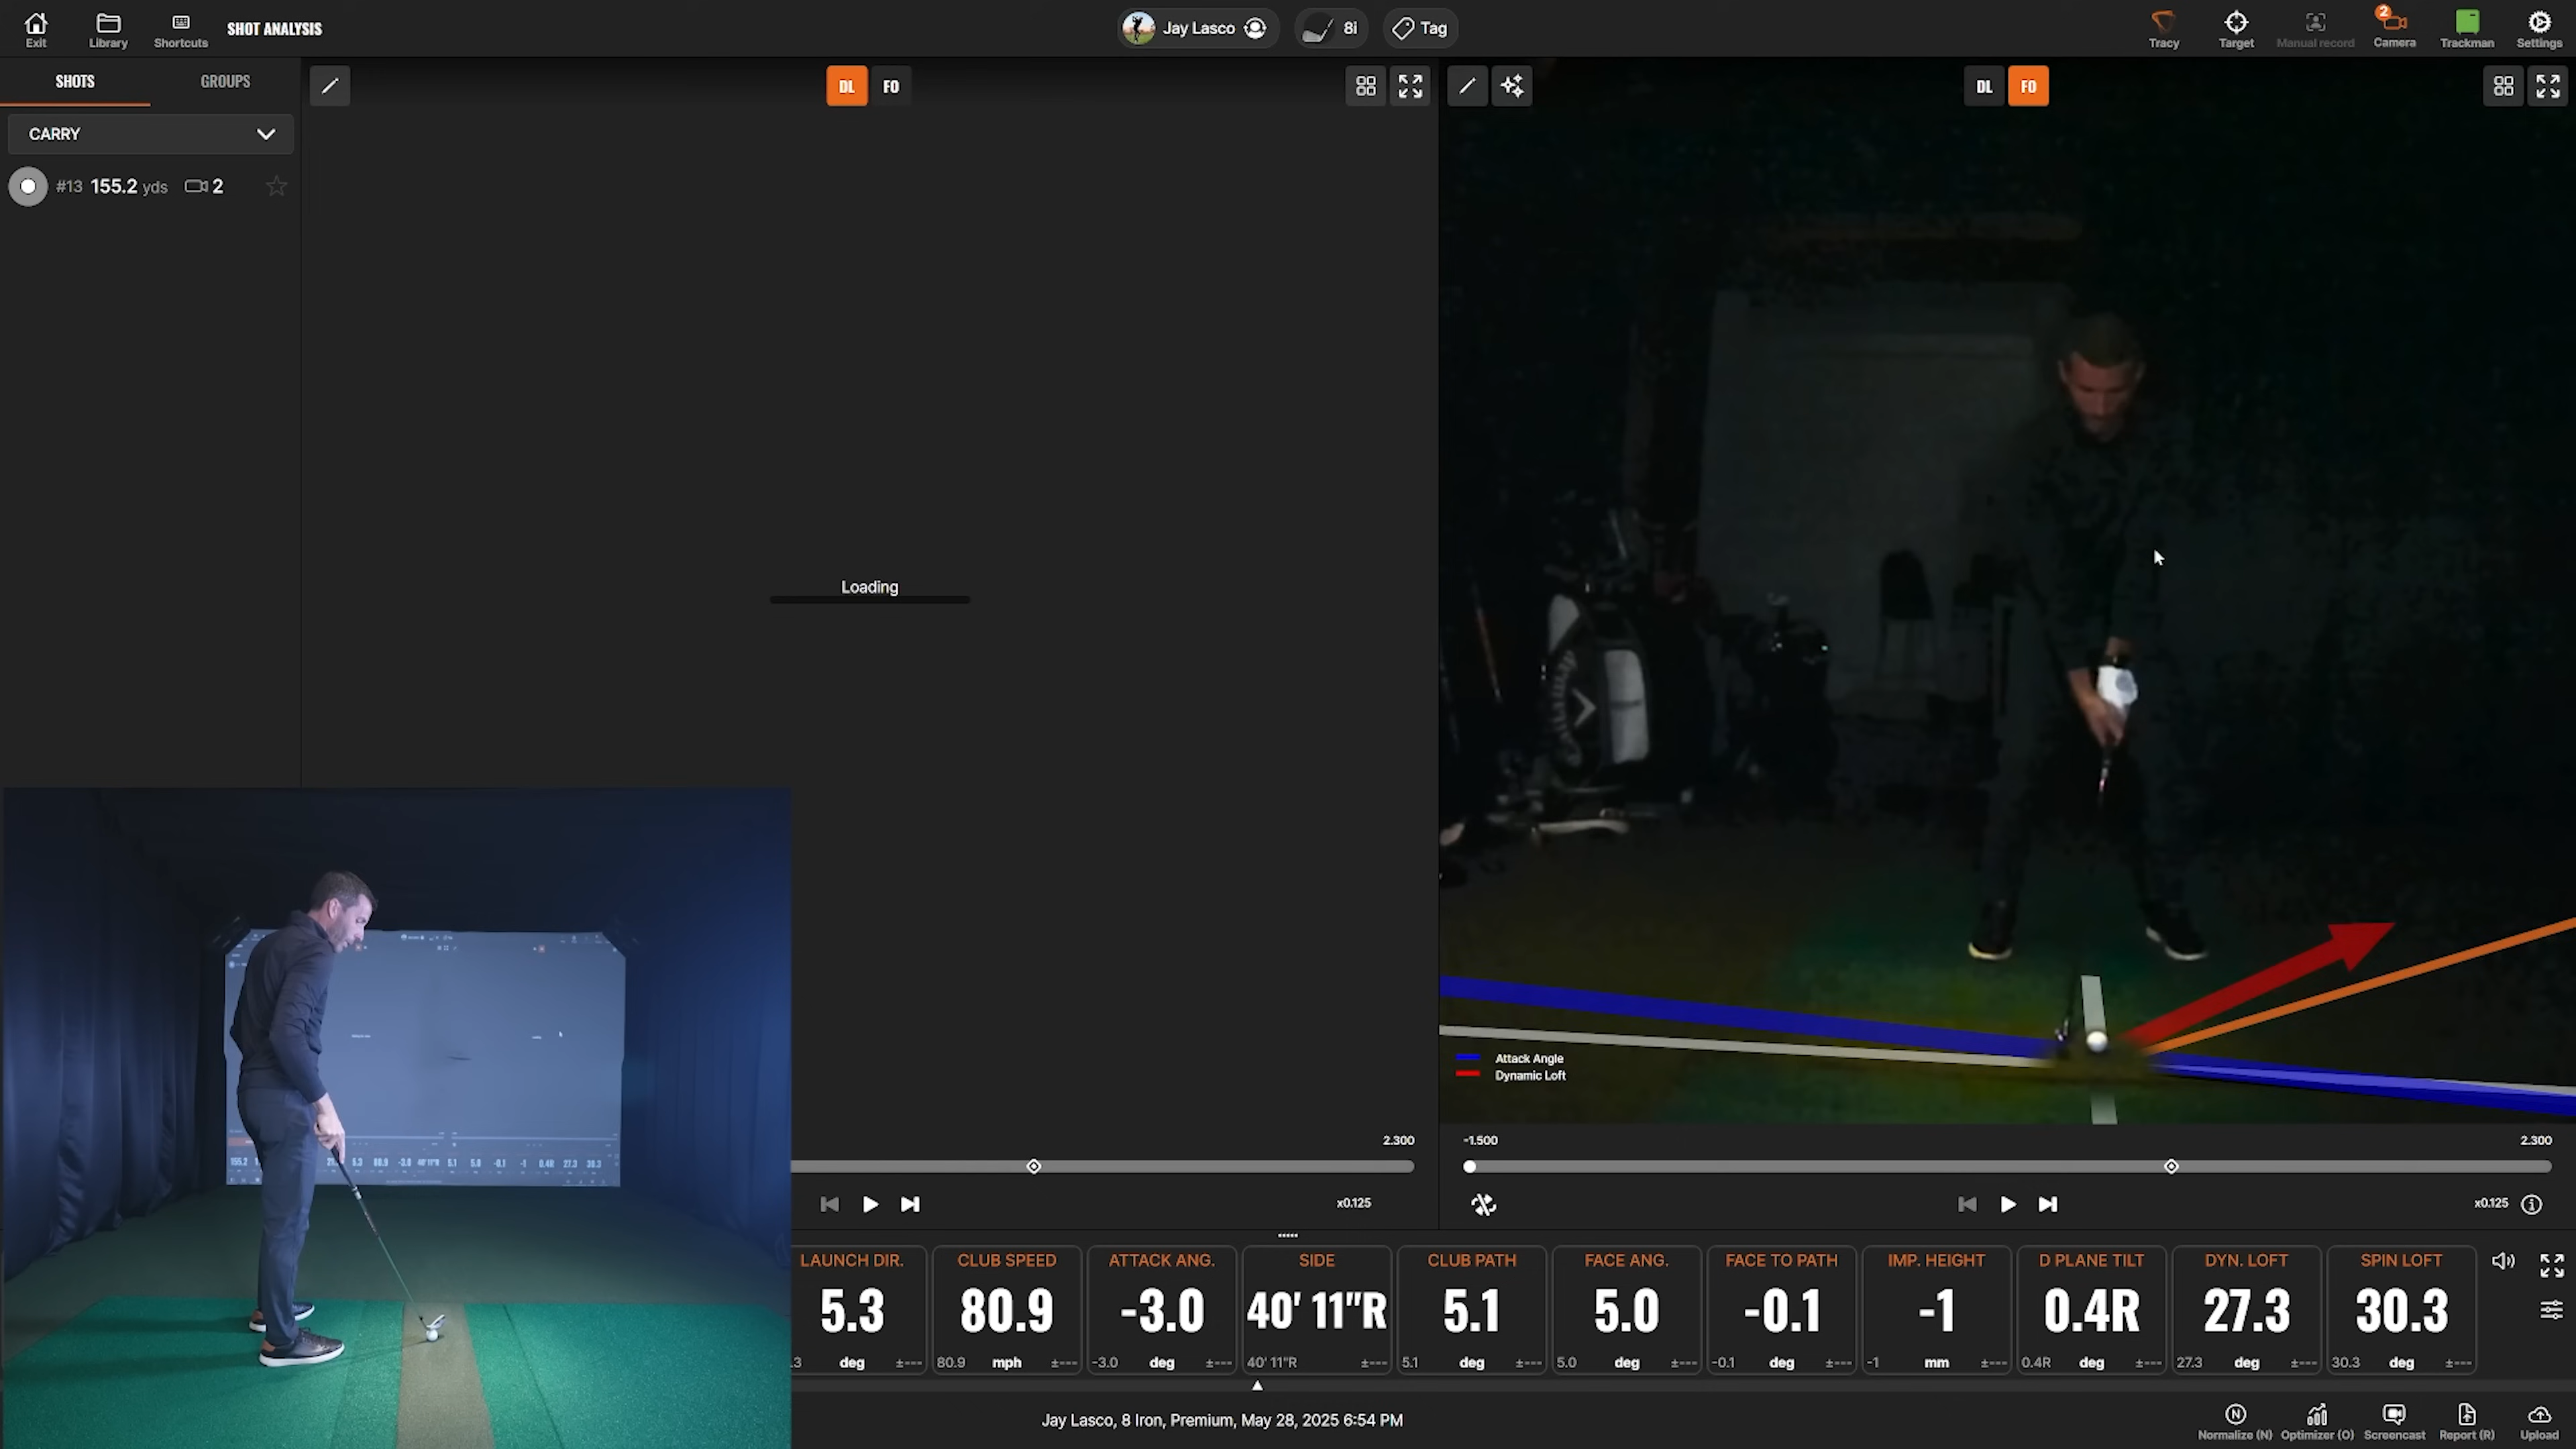 Exit
Library
Shortcuts
SHOT ANALYSIS
Jay Lasco
8i
Tag
Tracy
Target
Manual record
2
Camera
Trackman
Settings
SHOTS
GROUPS
DL
FO
DL
FO
CARRY
#13 155.2 yds 2
Loading
Attack Angle
Dynamic Loft
2.300
-1.500
2.300
x0.125
x0.125
LAUNCH DIR.
5.3
.3 deg ±---
CLUB SPEED
80.9
80.9 mph ±---
ATTACK ANG.
-3.0
-3.0 deg ±---
SIDE
40' 11"R
40' 11"R ±---
CLUB PATH
5.1
5.1 deg ±---
FACE ANG.
5.0
5.0 deg ±---
FACE TO PATH
-0.1
-0.1 deg ±---
IMP. HEIGHT
-1
-1 mm ±---
D PLANE TILT
0.4R
0.4R deg ±---
DYN. LOFT
27.3
27.3 deg ±---
SPIN LOFT
30.3
30.3 deg ±---
Jay Lasco, 8 Iron, Premium, May 28, 2025 6:54 PM
N
Normalize (N)
Optimizer (O)
Screencast
Report (R)
Upload